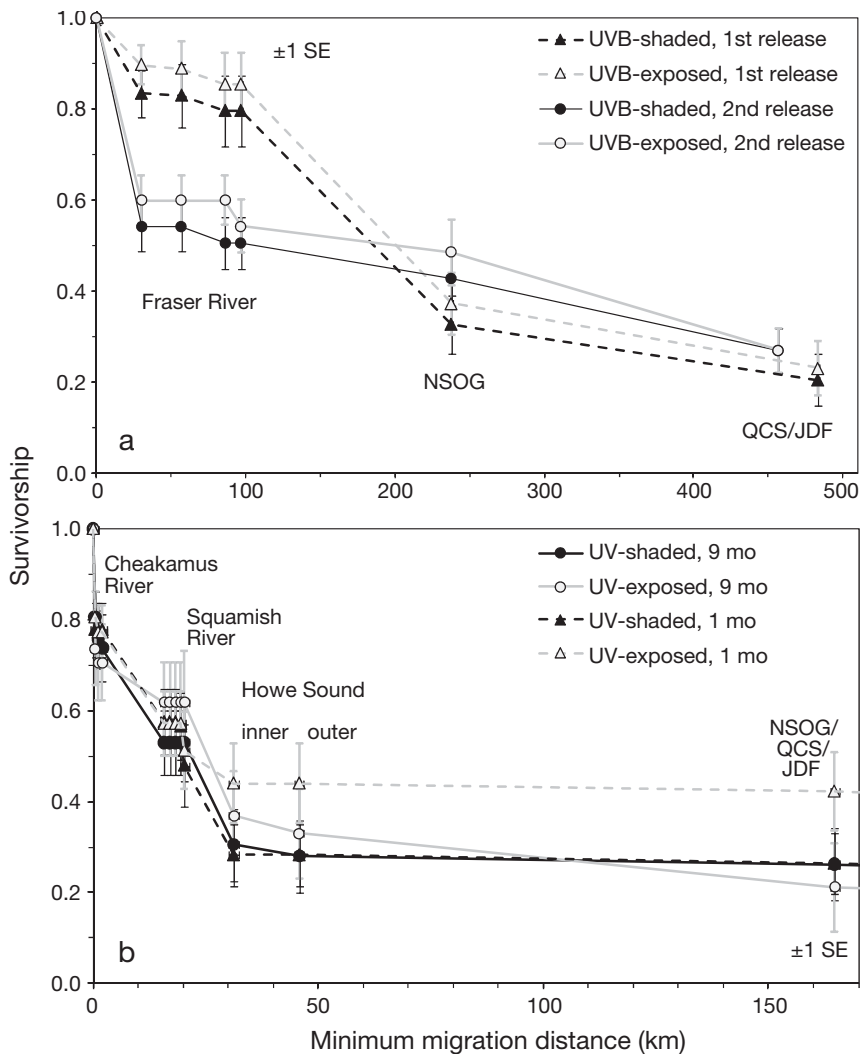 1.0
0.8
0.6
0.4
0.2
0.0
±1 SE
UVB-shaded, 1st release
UVB-exposed, 1st release
UVB-shaded, 2nd release
UVB-exposed, 2nd release
Fraser River
NSOG
QCS/JDF
a
0
100
200
300
400
500
Survivorship
1.0
0.8
0.6
0.4
0.2
0.0
Cheakamus
River
Squamish
River
Howe Sound
inner outer
UV-shaded, 9 mo
UV-exposed, 9 mo
UV-shaded, 1 mo
UV-exposed, 1 mo
NSOG/
QCS/
JDF
±1 SE
b
0
50
100
150
Minimum migration distance (km)